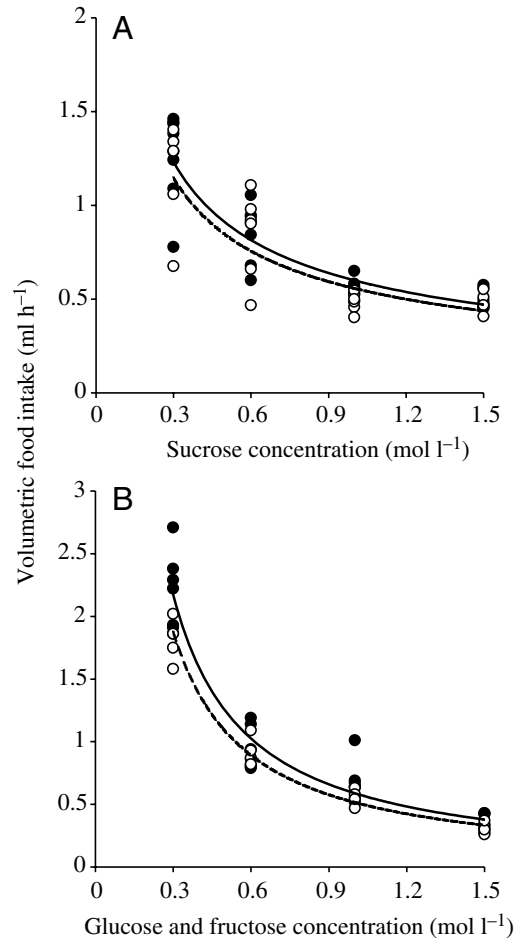 A
2
1.5
1
0.5
0
0 0.3 0.6 0.9 1.2 1.5
Sucrose concentration (mol l−1)
Volumetric food intake (ml h−1)
B
3
2.5
2
1.5
1
0.5
0
0 0.3 0.6 0.9 1.2 1.5
Glucose and fructose concentration (mol l−1)